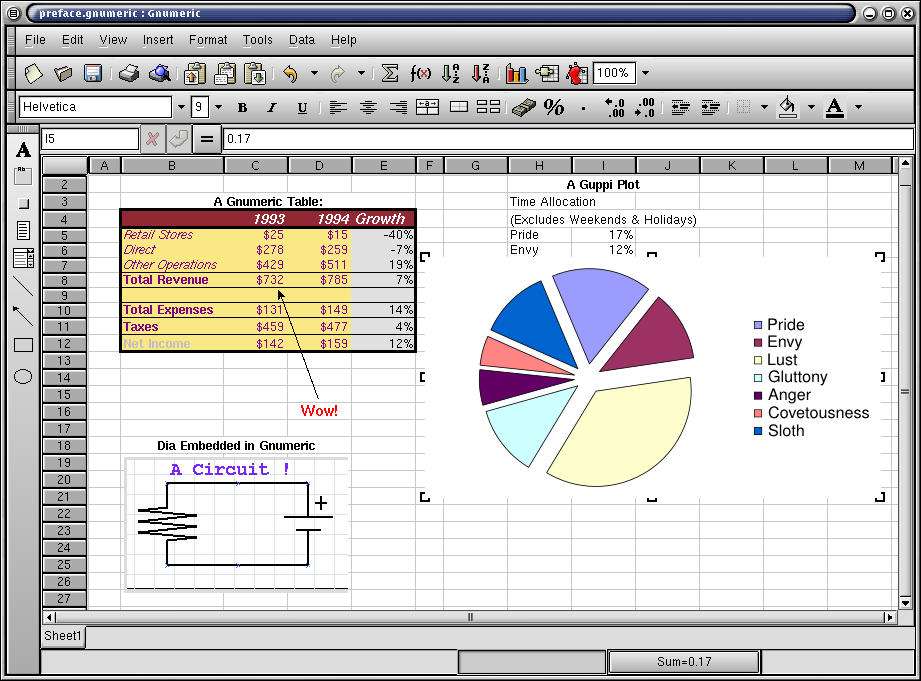 preface.gnumeric : Gnumeric
File Edit View Insert Format Tools Data Help
Σ f(x) A Z Z A 100%
Helvetica 9 B I U % .0 .00 .00 .0 A
I5 = 0.17
A
Ab
A B C D E F G H I J K L M
2 A Guppi Plot
3 A Gnumeric Table: Time Allocation
4 1993 1994 Growth (Excludes Weekends & Holidays)
5 Retail Stores $25 $15 -40% Pride 17%
6 Direct $278 $259 -7% Envy 12%
7 Other Operations $429 $511 19%
8 Total Revenue $732 $785 7%
9
10 Total Expenses $131 $149 14%
11 Taxes $459 $477 4%
12 Net Income $142 $159 12%
13
14
15
16 Wow!
17
18 Dia Embedded in Gnumeric
19 A Circuit !
20
21
22 +
23
24
25
26
27
Pride
Envy
Lust
Gluttony
Anger
Covetousness
Sloth
Sheet1
Sum=0.17